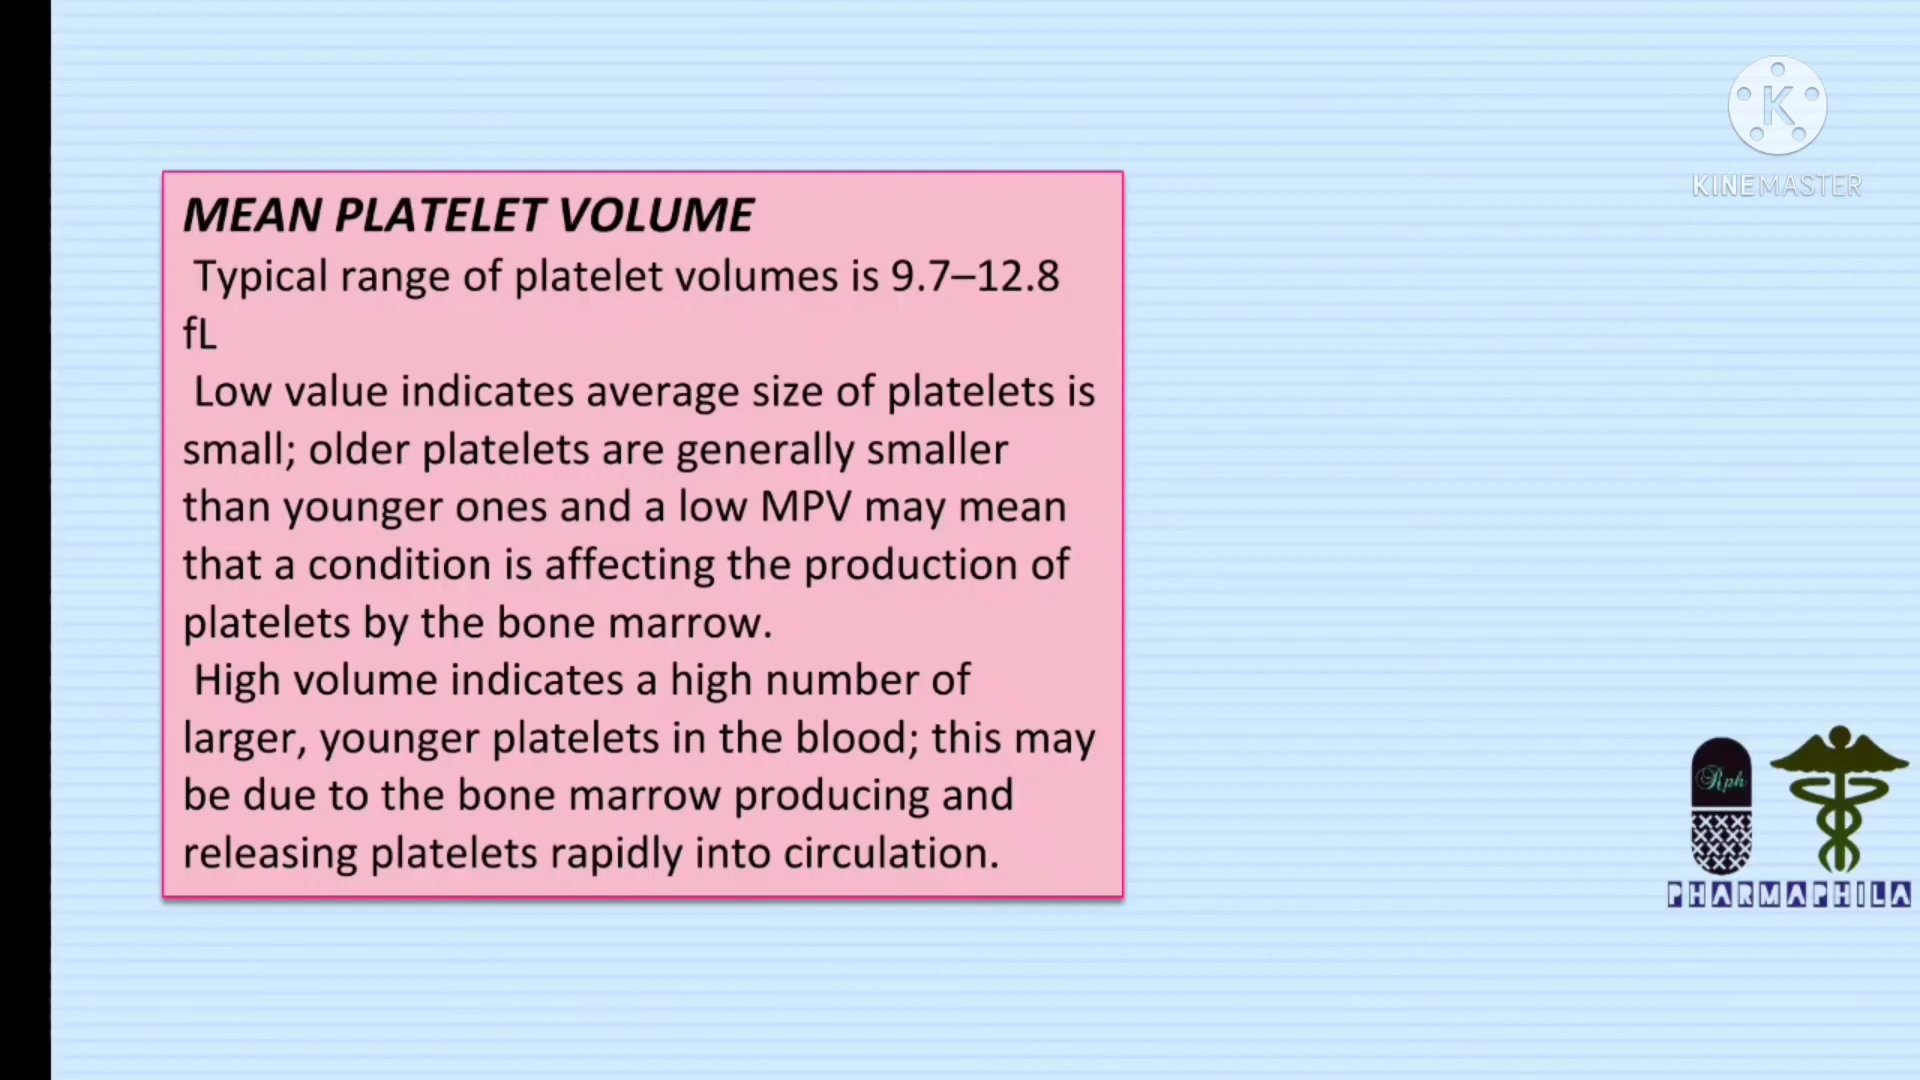 KINEMASTER
MEAN PLATELET VOLUME
Typical range of platelet volumes is 9.7–12.8
fL
Low value indicates average size of platelets is
small; older platelets are generally smaller
than younger ones and a low MPV may mean
that a condition is affecting the production of
platelets by the bone marrow.
High volume indicates a high number of
larger, younger platelets in the blood; this may
be due to the bone marrow producing and
releasing platelets rapidly into circulation.
Rph
PHARMAPHILA